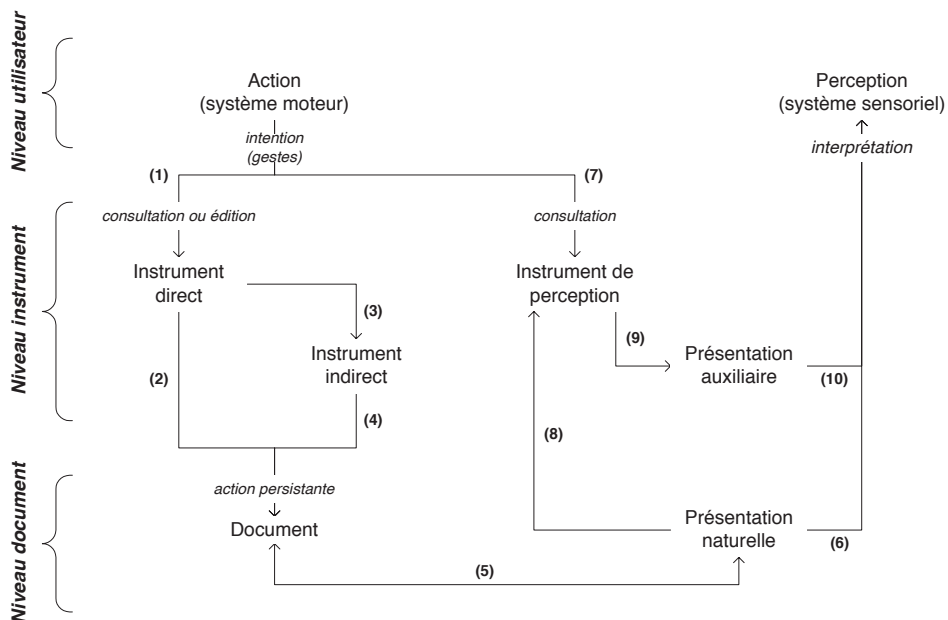 Niveau utilisateur
Action
(système moteur)
Perception
(système sensoriel)
intention
(gestes)
interprétation
(1)
(7)
Niveau instrument
consultation ou édition
consultation
Instrument
direct
Instrument de
perception
(3)
(9)
Instrument
indirect
Présentation
auxiliaire
(2)
(10)
(4)
(8)
Niveau document
action persistante
Document
Présentation
naturelle
(6)
(5)